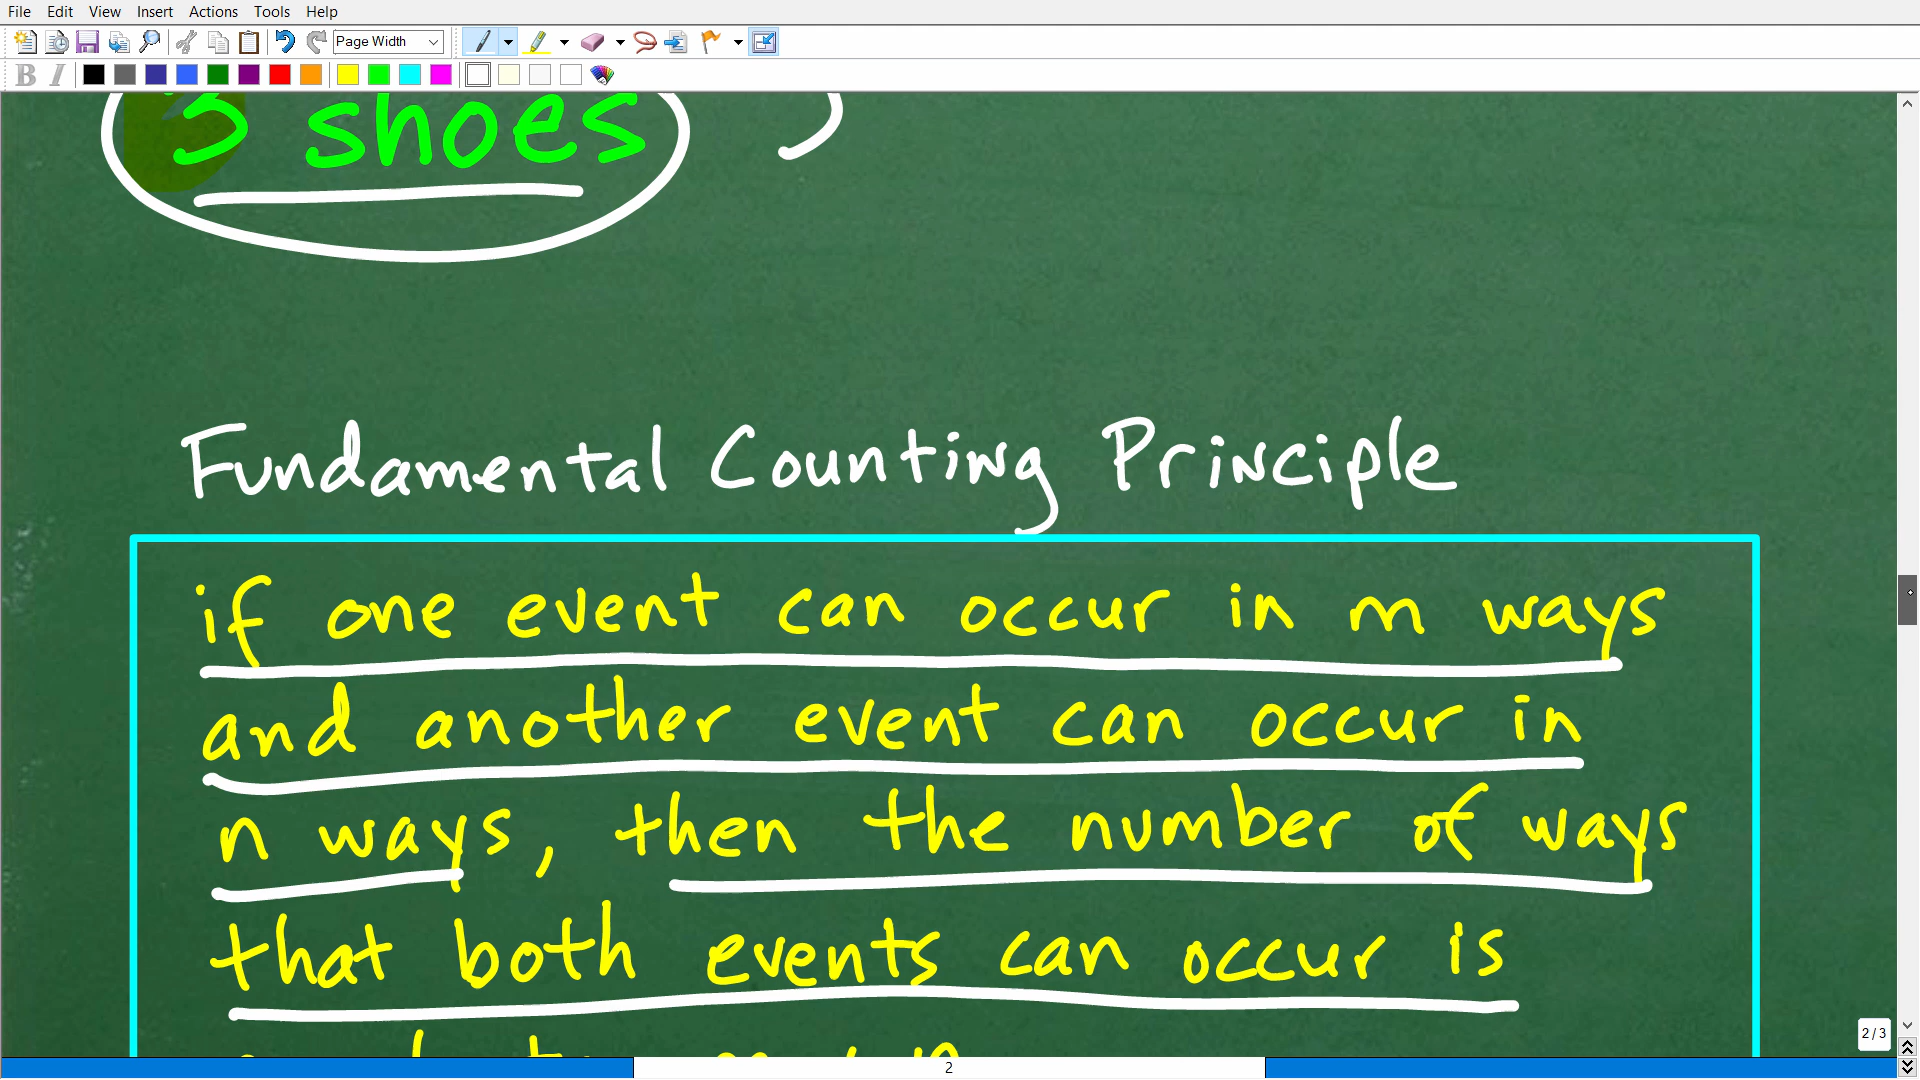 File Edit View Insert Actions Tools Help
Page Width
B I
3 shoes
Fundamental Counting Principle
if one event can occur in m ways
and another event can occur in
n ways, then the number of ways
that both events can occur is
2 / 3
2